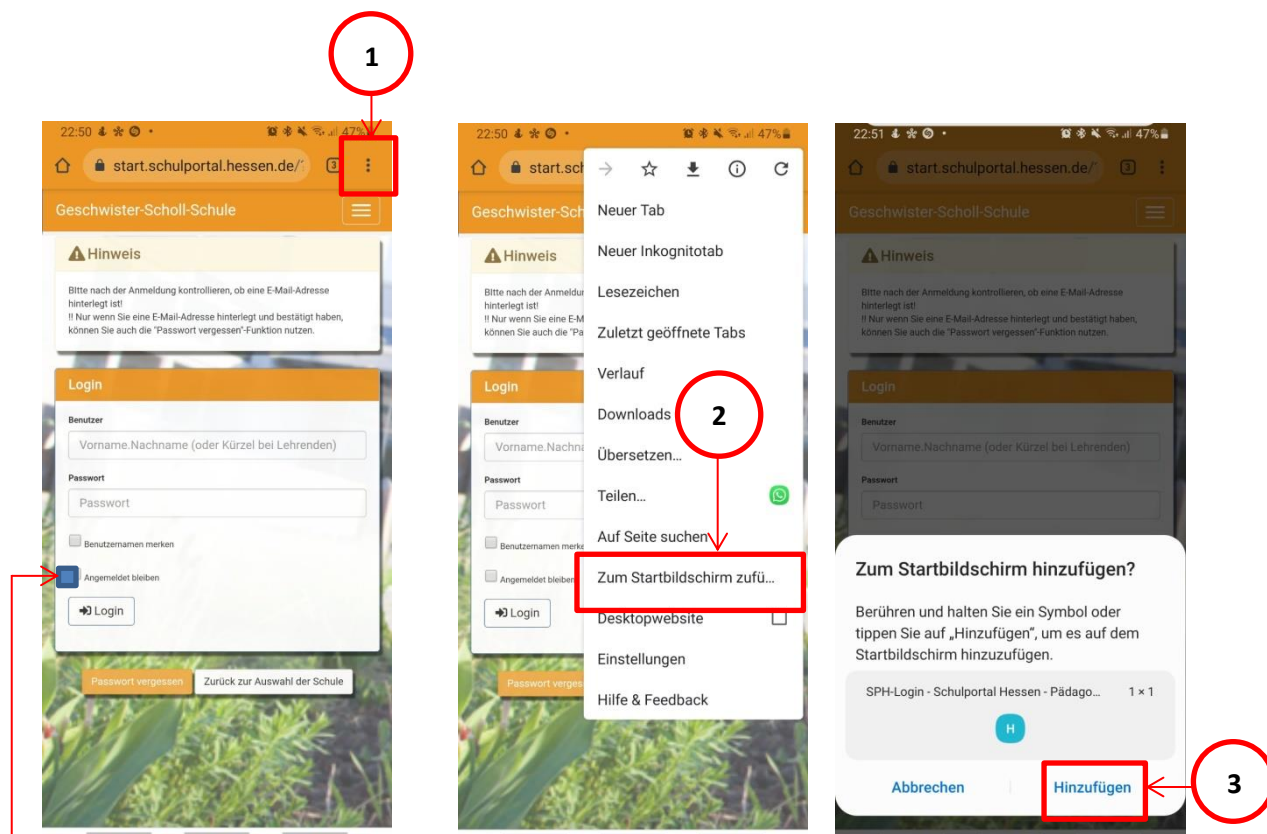 1
22:50
47%
start.schulportal.hessen.de/
3
Geschwister-Scholl-Schule
Hinweis
Bitte nach der Anmeldung kontrollieren, ob eine E-Mail-Adresse
hinterlegt ist!
!! Nur wenn Sie eine E-Mail-Adresse hinterlegt und bestätigt haben,
können Sie auch die "Passwort vergessen"-Funktion nutzen.
Login
Benutzer
Vorname.Nachname (oder Kürzel bei Lehrenden)
Passwort
Passwort
Benutzernamen merken
Angemeldet bleiben
Login
Passwort vergessen
Zurück zur Auswahl der Schule
22:50
47%
start.sch
Geschwister-Sch
Hinweis
Bitte nach der Anmeldur
hinterlegt ist!
!! Nur wenn Sie eine E-M
können Sie auch die "Pa
Login
Benutzer
Vorname.Nachna
Passwort
Passwort
Benutzernamen merke
Angemeldet bleiben
Login
Passwort verges
Neuer Tab
Neuer Inkognitotab
Lesezeichen
Zuletzt geöffnete Tabs
Verlauf
Downloads
2
Übersetzen...
Teilen...
Auf Seite suchen
Zum Startbildschirm zufü...
Desktopwebsite
Einstellungen
Hilfe & Feedback
22:51
47%
start.schulportal.hessen.de/
3
Geschwister-Scholl-Schule
Hinweis
Bitte nach der Anmeldung kontrollieren, ob eine E-Mail-Adresse
hinterlegt ist!
!! Nur wenn Sie eine E-Mail-Adresse hinterlegt und bestätigt haben,
können Sie auch die "Passwort vergessen"-Funktion nutzen.
Login
Benutzer
Vorname.Nachname (oder Kürzel bei Lehrenden)
Passwort
Passwort
Zum Startbildschirm hinzufügen?
Berühren und halten Sie ein Symbol oder
tippen Sie auf „Hinzufügen“, um es auf dem
Startbildschirm hinzuzufügen.
SPH-Login - Schulportal Hessen - Pädago... 1 × 1
H
Abbrechen
Hinzufügen
3